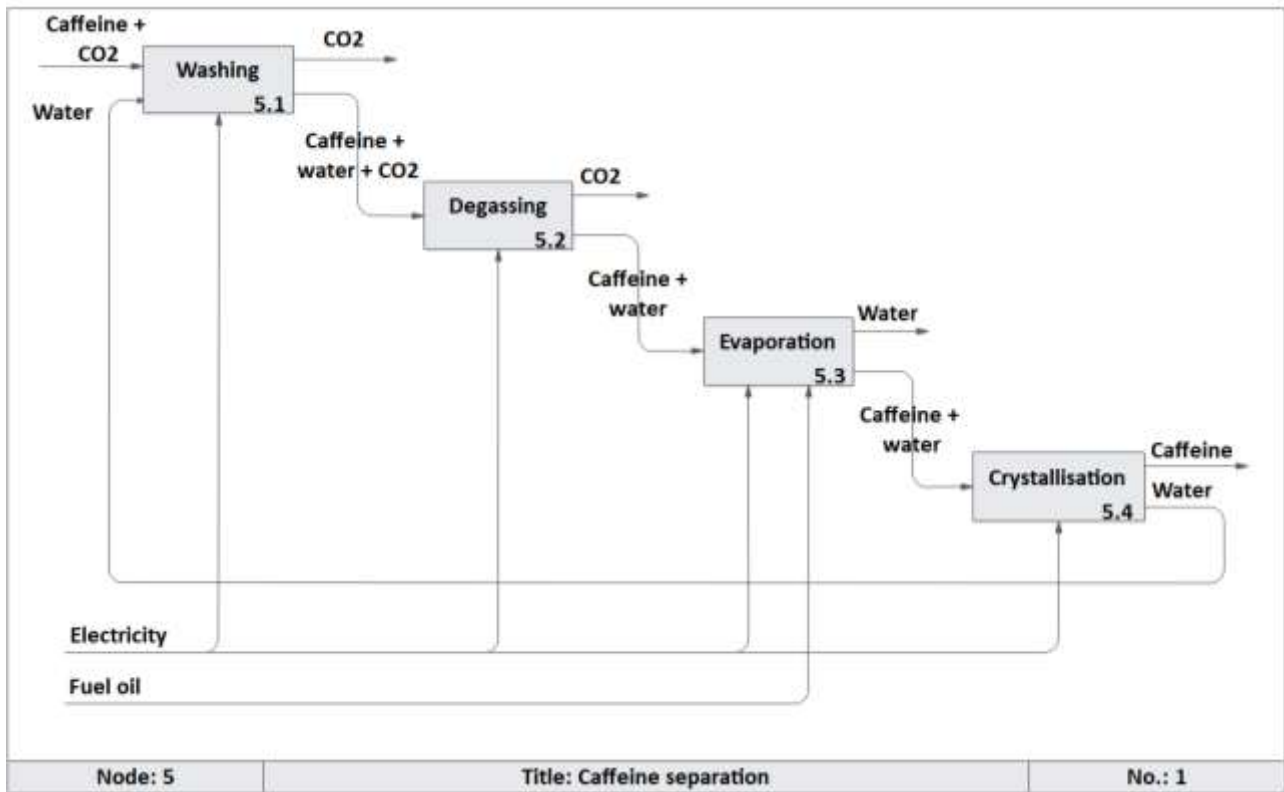 Caffeine +
CO2
CO2
Washing
5.1
Water
Caffeine +
water + CO2
CO2
Degassing
5.2
Caffeine +
water
Water
Evaporation
5.3
Caffeine +
water
Caffeine
Crystallisation
Water
5.4
Electricity
Fuel oil
Node: 5
Title: Caffeine separation
No.: 1